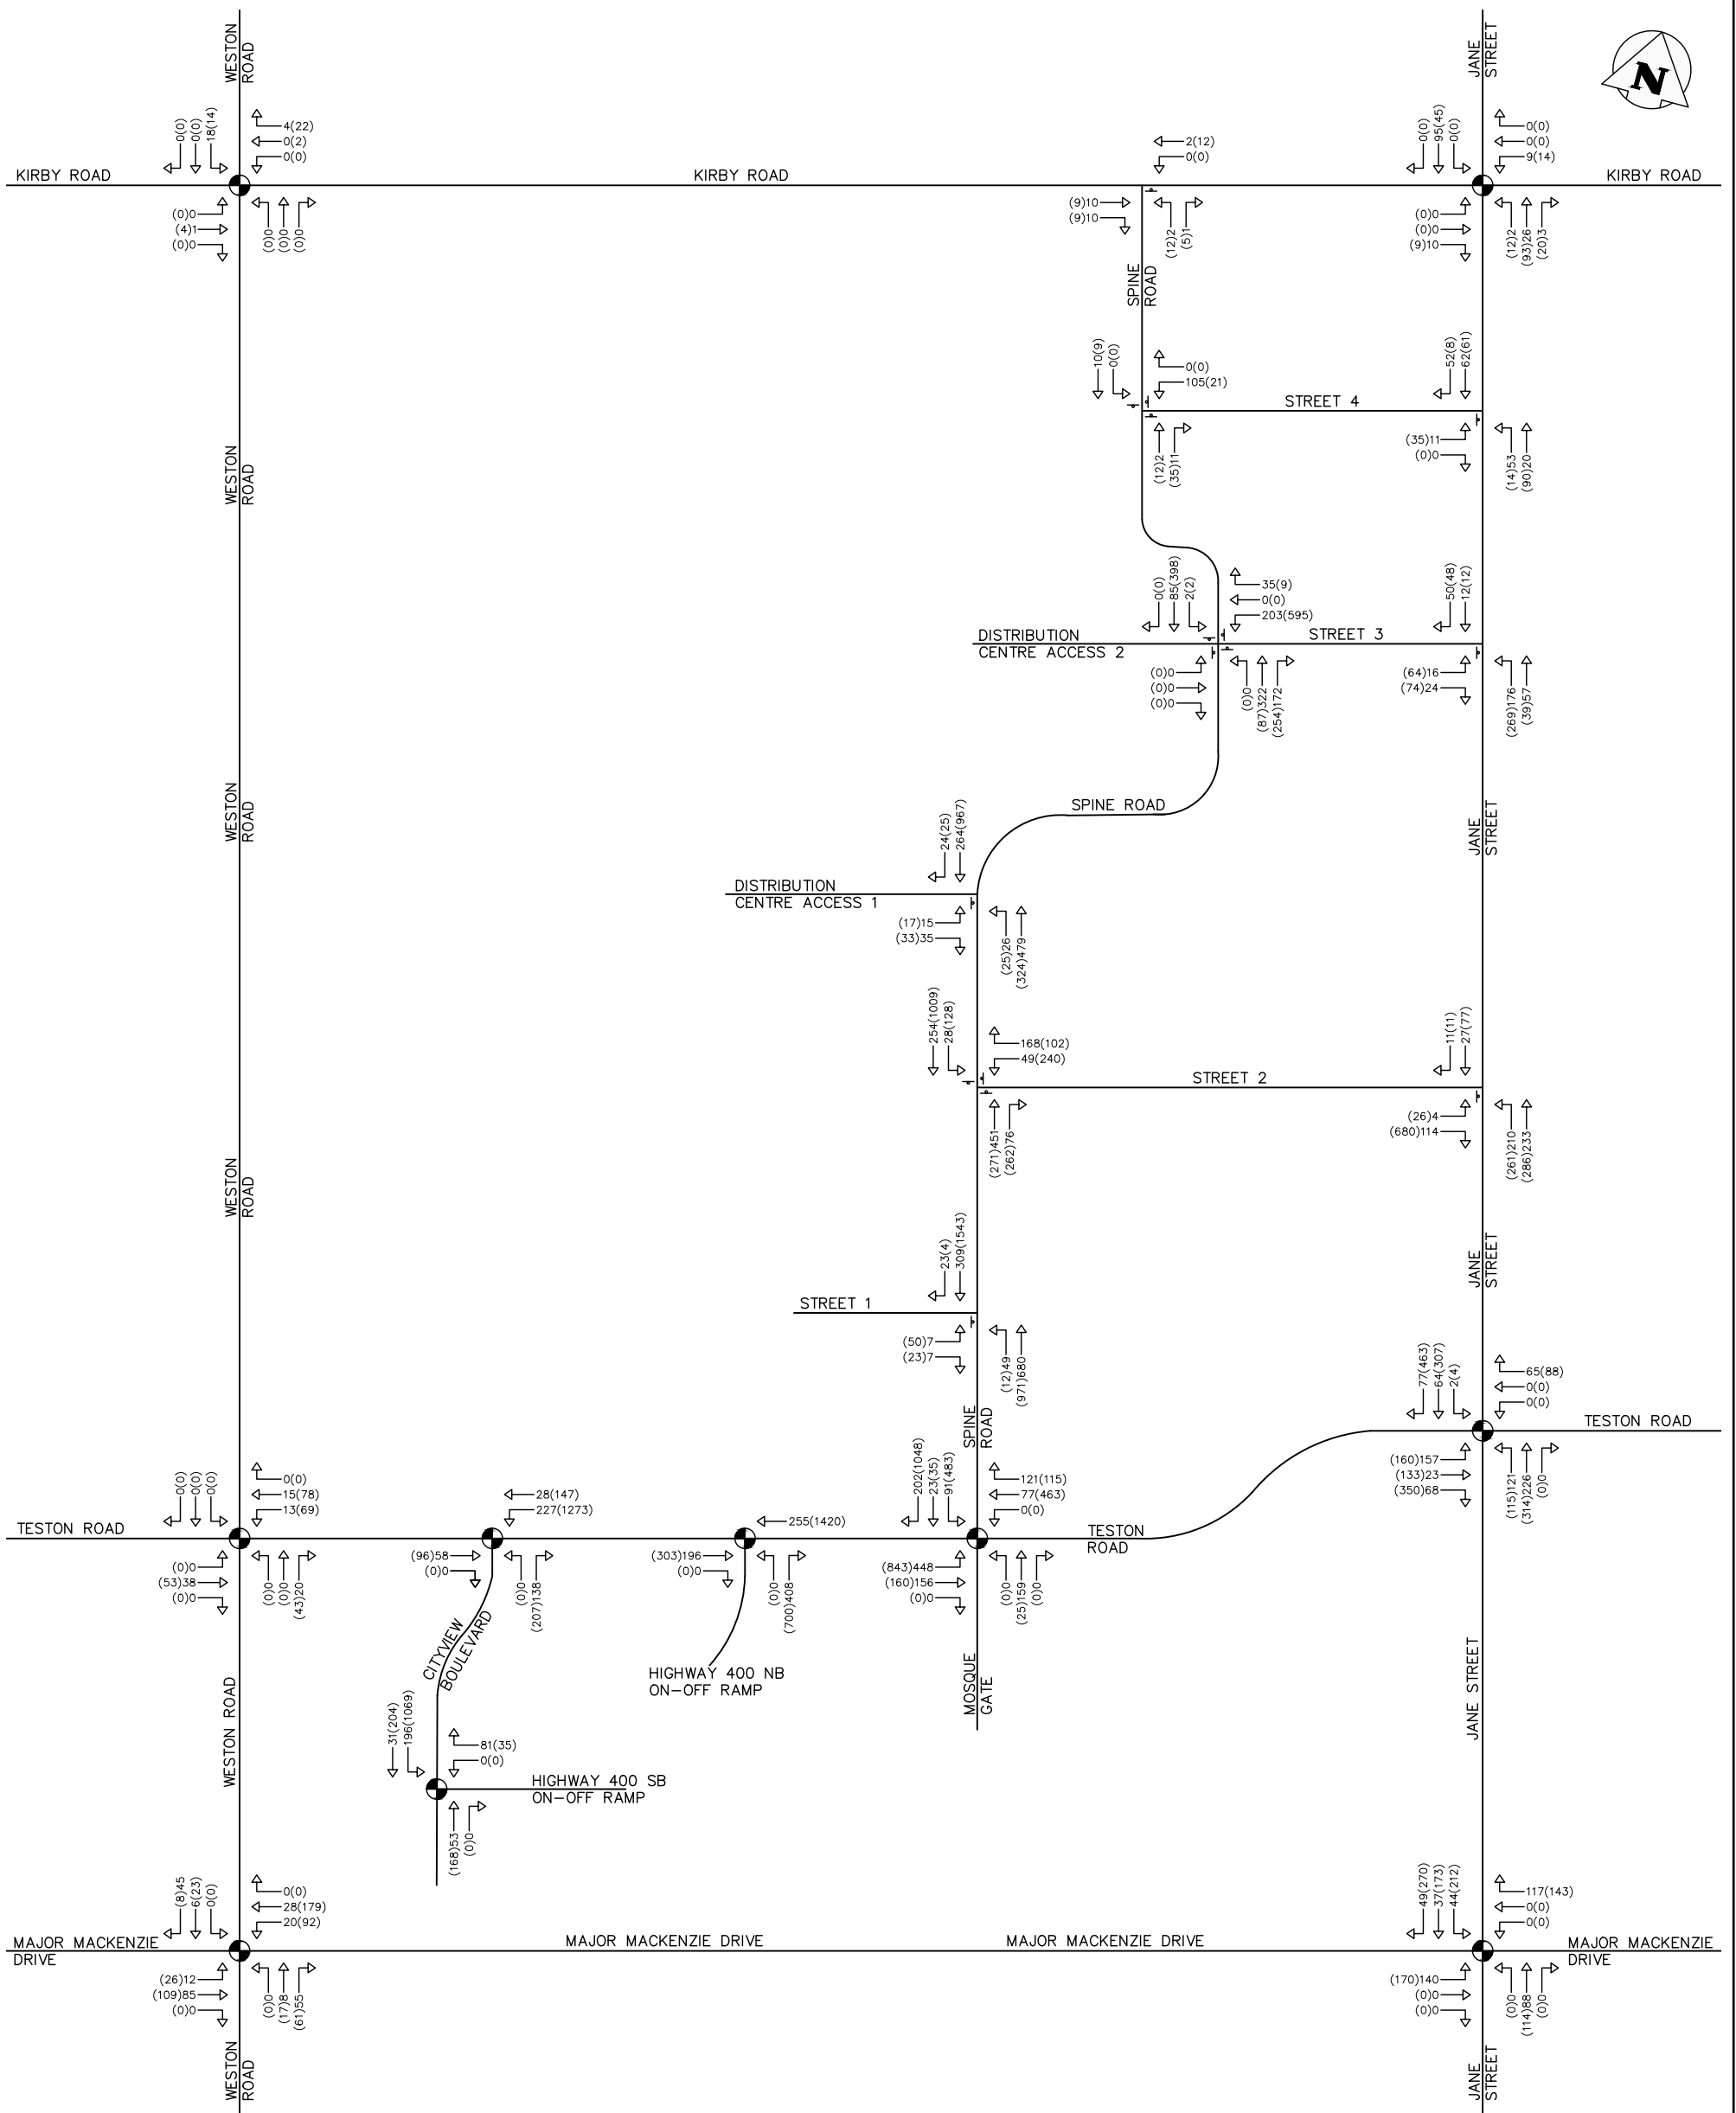 WESTON
ROAD
JANE
STREET
N
0(0)
0(0)
18(14)
4(22)
0(2)
0(0)
2(12)
0(0)
0(0)
95(45)
0(0)
0(0)
0(0)
9(14)
KIRBY ROAD
KIRBY ROAD
KIRBY ROAD
(0)0
(4)1
(0)0
(0)0
(0)0
(0)0
(9)10
(9)10
(12)2
(5)1
(0)0
(0)0
(9)10
(12)2
(93)26
(20)3
SPINE
ROAD
10(9)
0(0)
0(0)
105(21)
52(8)
62(61)
STREET 4
WESTON
ROAD
(12)2
(35)11
(35)11
(0)0
(14)53
(90)20
0(0)
85(398)
2(2)
35(9)
0(0)
203(595)
50(48)
12(12)
DISTRIBUTION
CENTRE ACCESS 2
STREET 3
(0)0
(0)0
(0)0
(0)0
(87)322
(254)172
(64)16
(74)24
(269)176
(39)57
WESTON
ROAD
SPINE ROAD
JANE
STREET
24(25)
264(967)
DISTRIBUTION
CENTRE ACCESS 1
(17)15
(33)35
(25)26
(324)479
254(1009)
28(128)
168(102)
49(240)
11(11)
27(77)
STREET 2
(271)451
(262)76
(26)4
(680)114
(261)210
(286)233
WESTON
ROAD
23(4)
309(1543)
JANE
STREET
STREET 1
(50)7
(23)7
(12)49
(971)680
SPINE
ROAD
77(463)
64(307)
2(4)
65(88)
0(0)
0(0)
TESTON ROAD
(160)157
(133)23
(350)68
(115)121
(314)226
(0)0
0(0)
0(0)
0(0)
0(0)
15(78)
13(69)
28(147)
227(1273)
255(1420)
202(1048)
23(35)
91(483)
121(115)
77(463)
0(0)
TESTON ROAD
TESTON
ROAD
(0)0
(53)38
(0)0
(0)0
(0)0
(43)20
(96)58
(0)0
(0)0
(207)138
(303)196
(0)0
(0)0
(700)408
(843)448
(160)156
(0)0
(0)0
(25)159
(0)0
CITYVIEW
BOULEVARD
HIGHWAY 400 NB
ON-OFF RAMP
MOSQUE
GATE
WESTON ROAD
JANE STREET
31(204)
196(1069)
81(35)
0(0)
HIGHWAY 400 SB
ON-OFF RAMP
(168)53
(0)0
(8)45
6(23)
0(0)
0(0)
28(179)
20(92)
49(270)
37(173)
44(212)
117(143)
0(0)
0(0)
MAJOR MACKENZIE
DRIVE
MAJOR MACKENZIE DRIVE
MAJOR MACKENZIE DRIVE
MAJOR MACKENZIE
DRIVE
(26)12
(109)85
(0)0
(0)0
(17)8
(61)55
(170)140
(0)0
(0)0
(0)0
(114)88
(0)0
WESTON
ROAD
JANE
STREET